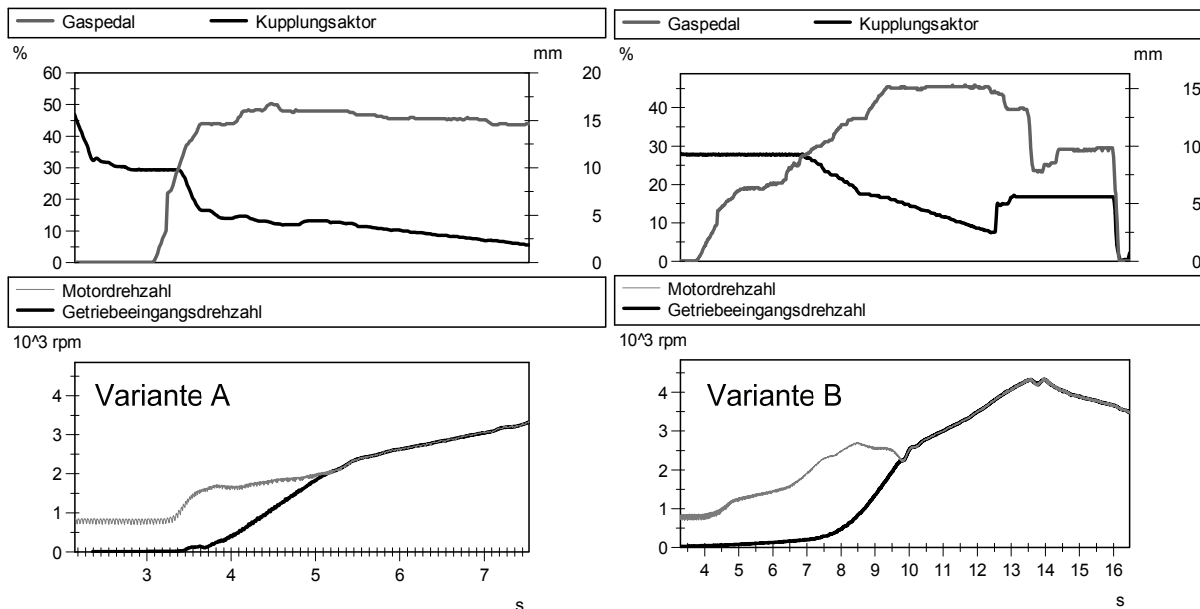 Gaspedal Kupplungsaktor
% mm
60 20
50
15
40
30 10
20
5
10
0 0
Motordrehzahl
Getriebeeingangsdrehzahl
10^3 rpm
4
Variante A
3
2
1
0
3 4 5 6 7
s
Gaspedal Kupplungsaktor
% mm
15
40
30
10
20
5
10
0 0
Motordrehzahl
Getriebeeingangsdrehzahl
10^3 rpm
4
Variante B
3
2
1
0
4 5 6 7 8 9 10 11 12 13 14 15 16
s